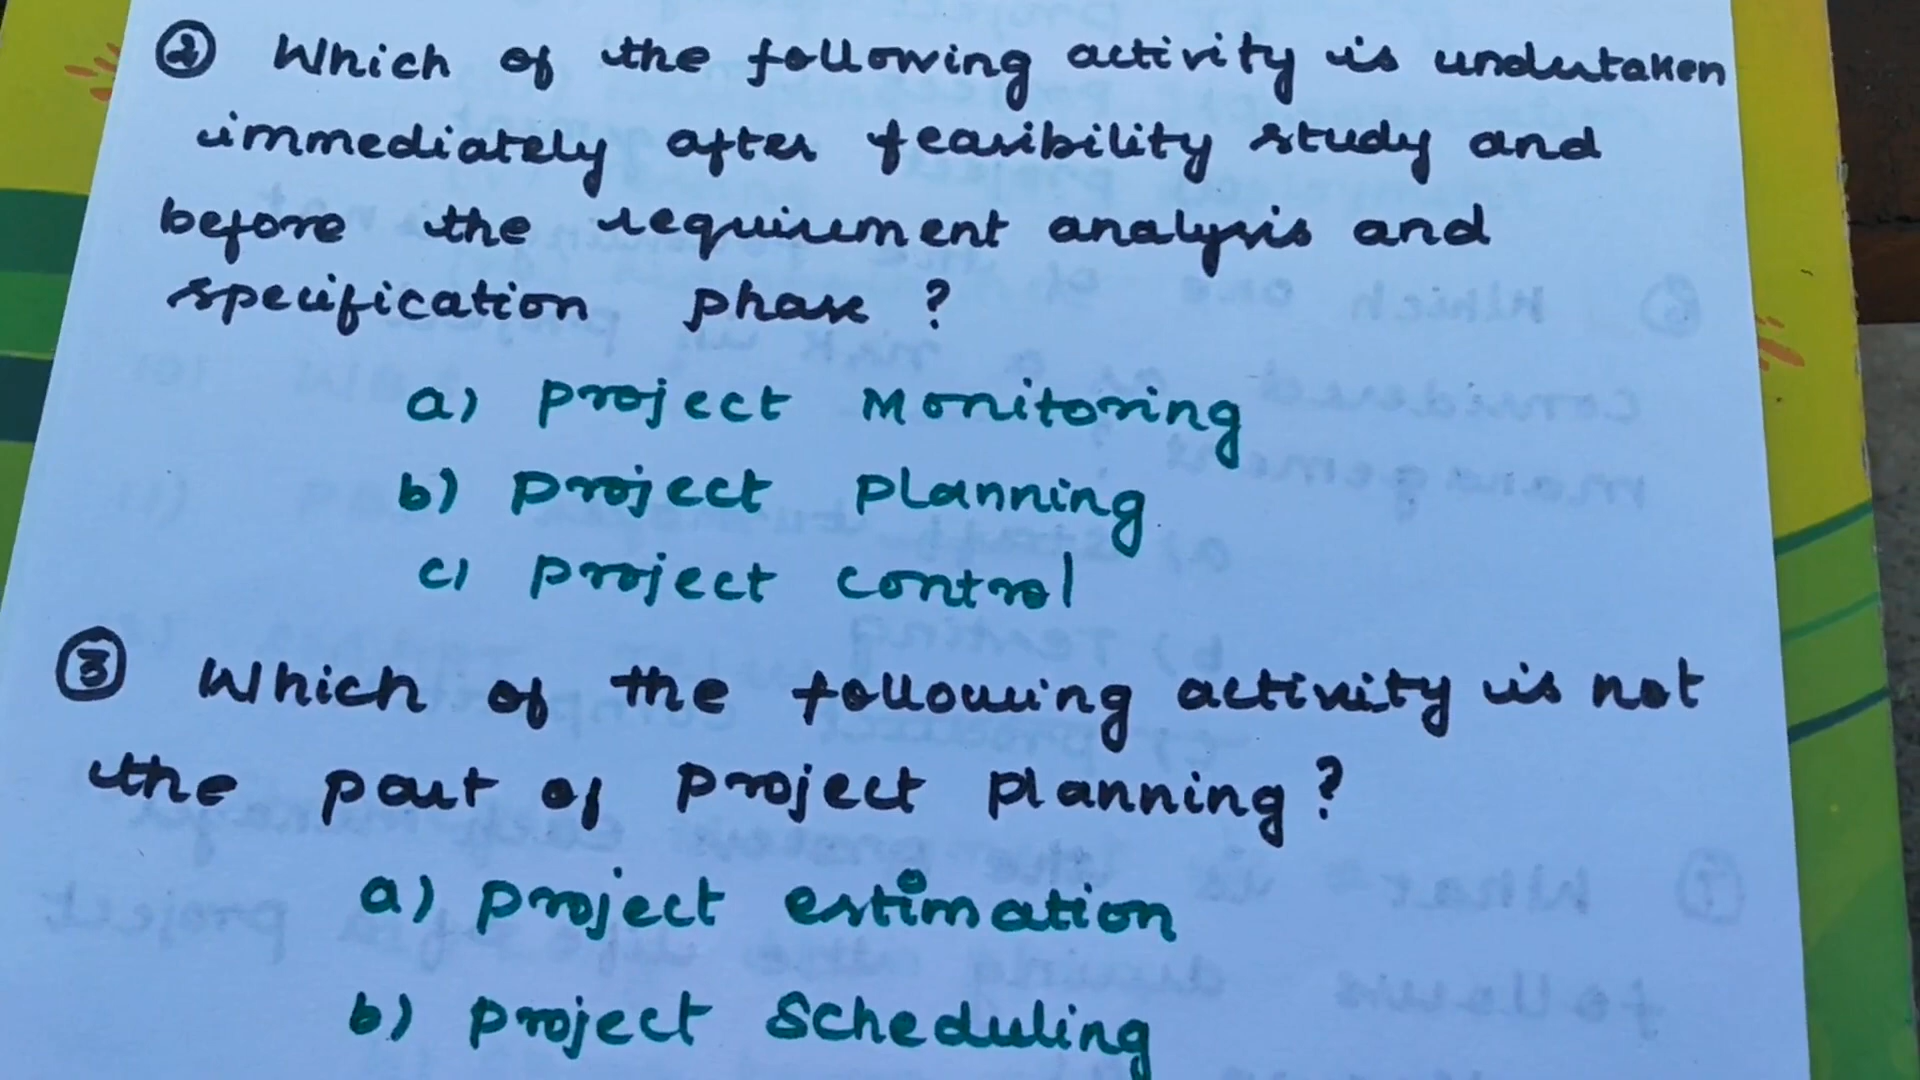 ② Which of the following activity is undertaken
immediately after feasibility study and
before the requirement analysis and
specification phase ?
a) project Monitoring
b) project planning
c) project control
③ Which of the following activity is not
the part of project planning ?
a) project estimation
b) project Scheduling